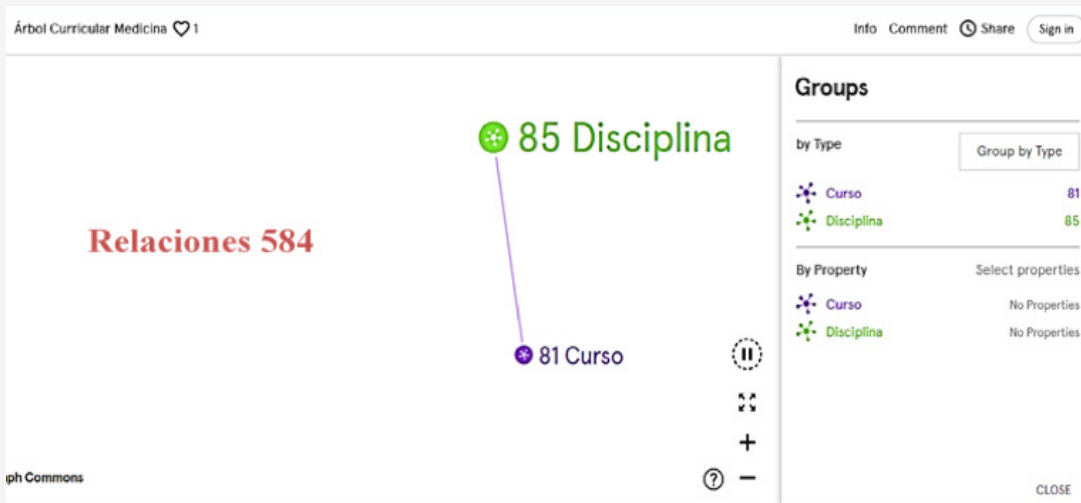 Árbol Curricular Medicina 1
Info Comment Share Sign in
85 Disciplina
Relaciones 584
81 Curso
aph Commons
Groups
by Type Group by Type
Curso 81
Disciplina 85
By Property Select properties
Curso No Properties
Disciplina No Properties
CLOSE